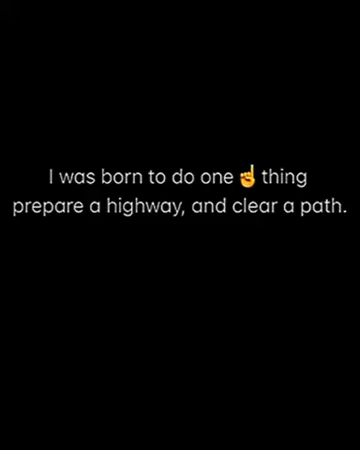 I was born to do one ☝️ thing
prepare a highway, and clear a path.